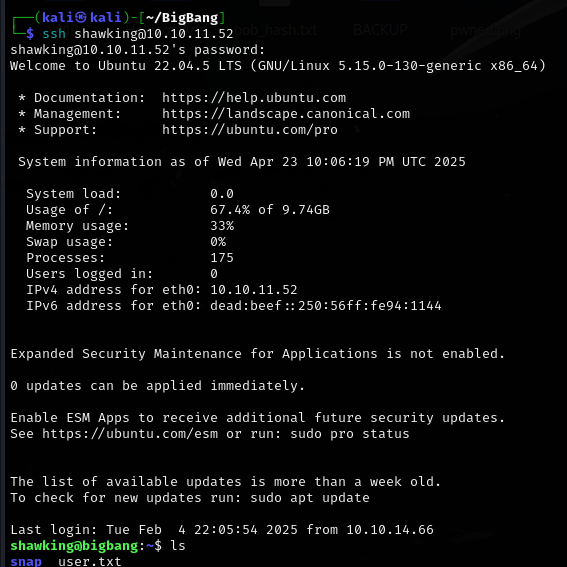 (kali㉿kali)-[~/BigBang]
$ ssh shawking@10.10.11.52
shawking@10.10.11.52's password:
Welcome to Ubuntu 22.04.5 LTS (GNU/Linux 5.15.0-130-generic x86_64)
* Documentation:  https://help.ubuntu.com
* Management:     https://landscape.canonical.com
* Support:        https://ubuntu.com/pro
System information as of Wed Apr 23 10:06:19 PM UTC 2025
System load:           0.0
Usage of /:            67.4% of 9.74GB
Memory usage:          33%
Swap usage:            0%
Processes:             175
Users logged in:       0
IPv4 address for eth0: 10.10.11.52
IPv6 address for eth0: dead:beef::250:56ff:fe94:1144
Expanded Security Maintenance for Applications is not enabled.
0 updates can be applied immediately.
Enable ESM Apps to receive additional future security updates.
See https://ubuntu.com/esm or run: sudo pro status
The list of available updates is more than a week old.
To check for new updates run: sudo apt update
Last login: Tue Feb  4 22:05:54 2025 from 10.10.14.66
shawking@bigbang:~$ ls
snap  user.txt